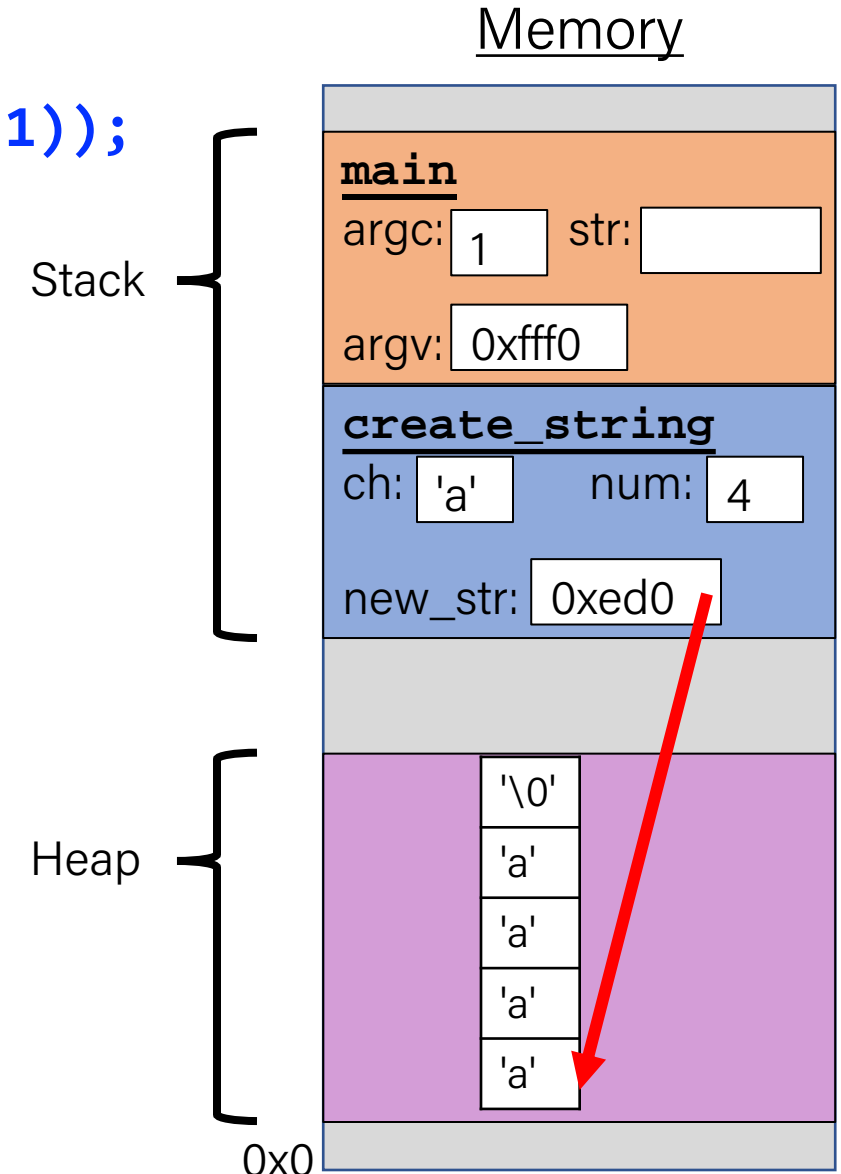 Memory
1));
main
argc: 1 str:
Stack
argv: 0xfff0
create_string
ch: 'a' num: 4
new_str: 0xed0
'\0'
Heap
'a'
'a'
'a'
'a'
0x0